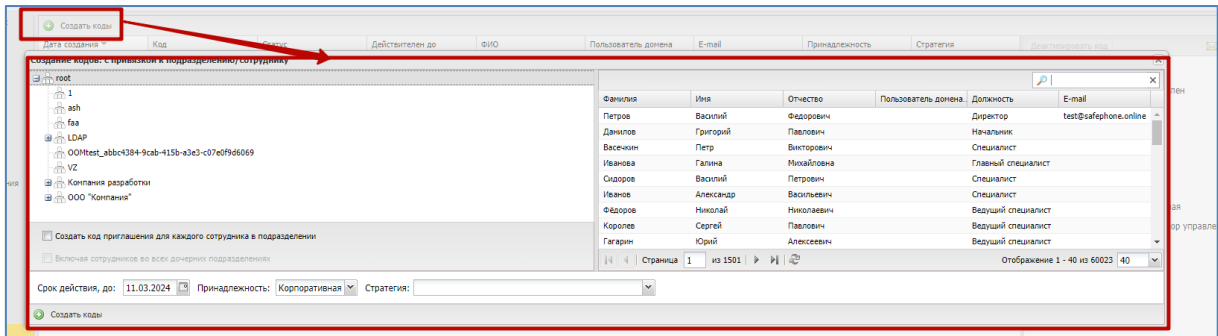 Создать коды
Дата создания Код Статус Действителен до ФИО Пользователь домена E-mail Принадлежность Стратегия Деактивировать код
Создание кодов: с привязкой к подразделению/сотруднику
root
1
ash
faa
LDAP
OOMtest_abbc4384-9cab-415b-a3e3-c07e0f9d6069
VZ
Компания разработки
ООО "Компания"
Создать код приглашения для каждого сотрудника в подразделении
Включая сотрудников во всех дочерних подразделениях
Фамилия Имя Отчество Пользователь домена.. Должность E-mail
Петров Василий Федорович Директор test@safephone.online
Данилов Григорий Павлович Начальник
Васечкин Петр Викторович Специалист
Иванова Галина Михайловна Главный специалист
Сидоров Василий Петрович Специалист
Иванов Александр Васильевич Специалист
Фёдоров Николай Николаевич Ведущий специалист
Королев Сергей Павлович Ведущий специалист
Гагарин Юрий Алексеевич Ведущий специалист
Страница 1 из 1501 Отображение 1 - 40 из 60023 40
Срок действия, до: 11.03.2024 Принадлежность: Корпоративная Стратегия:
Создать коды